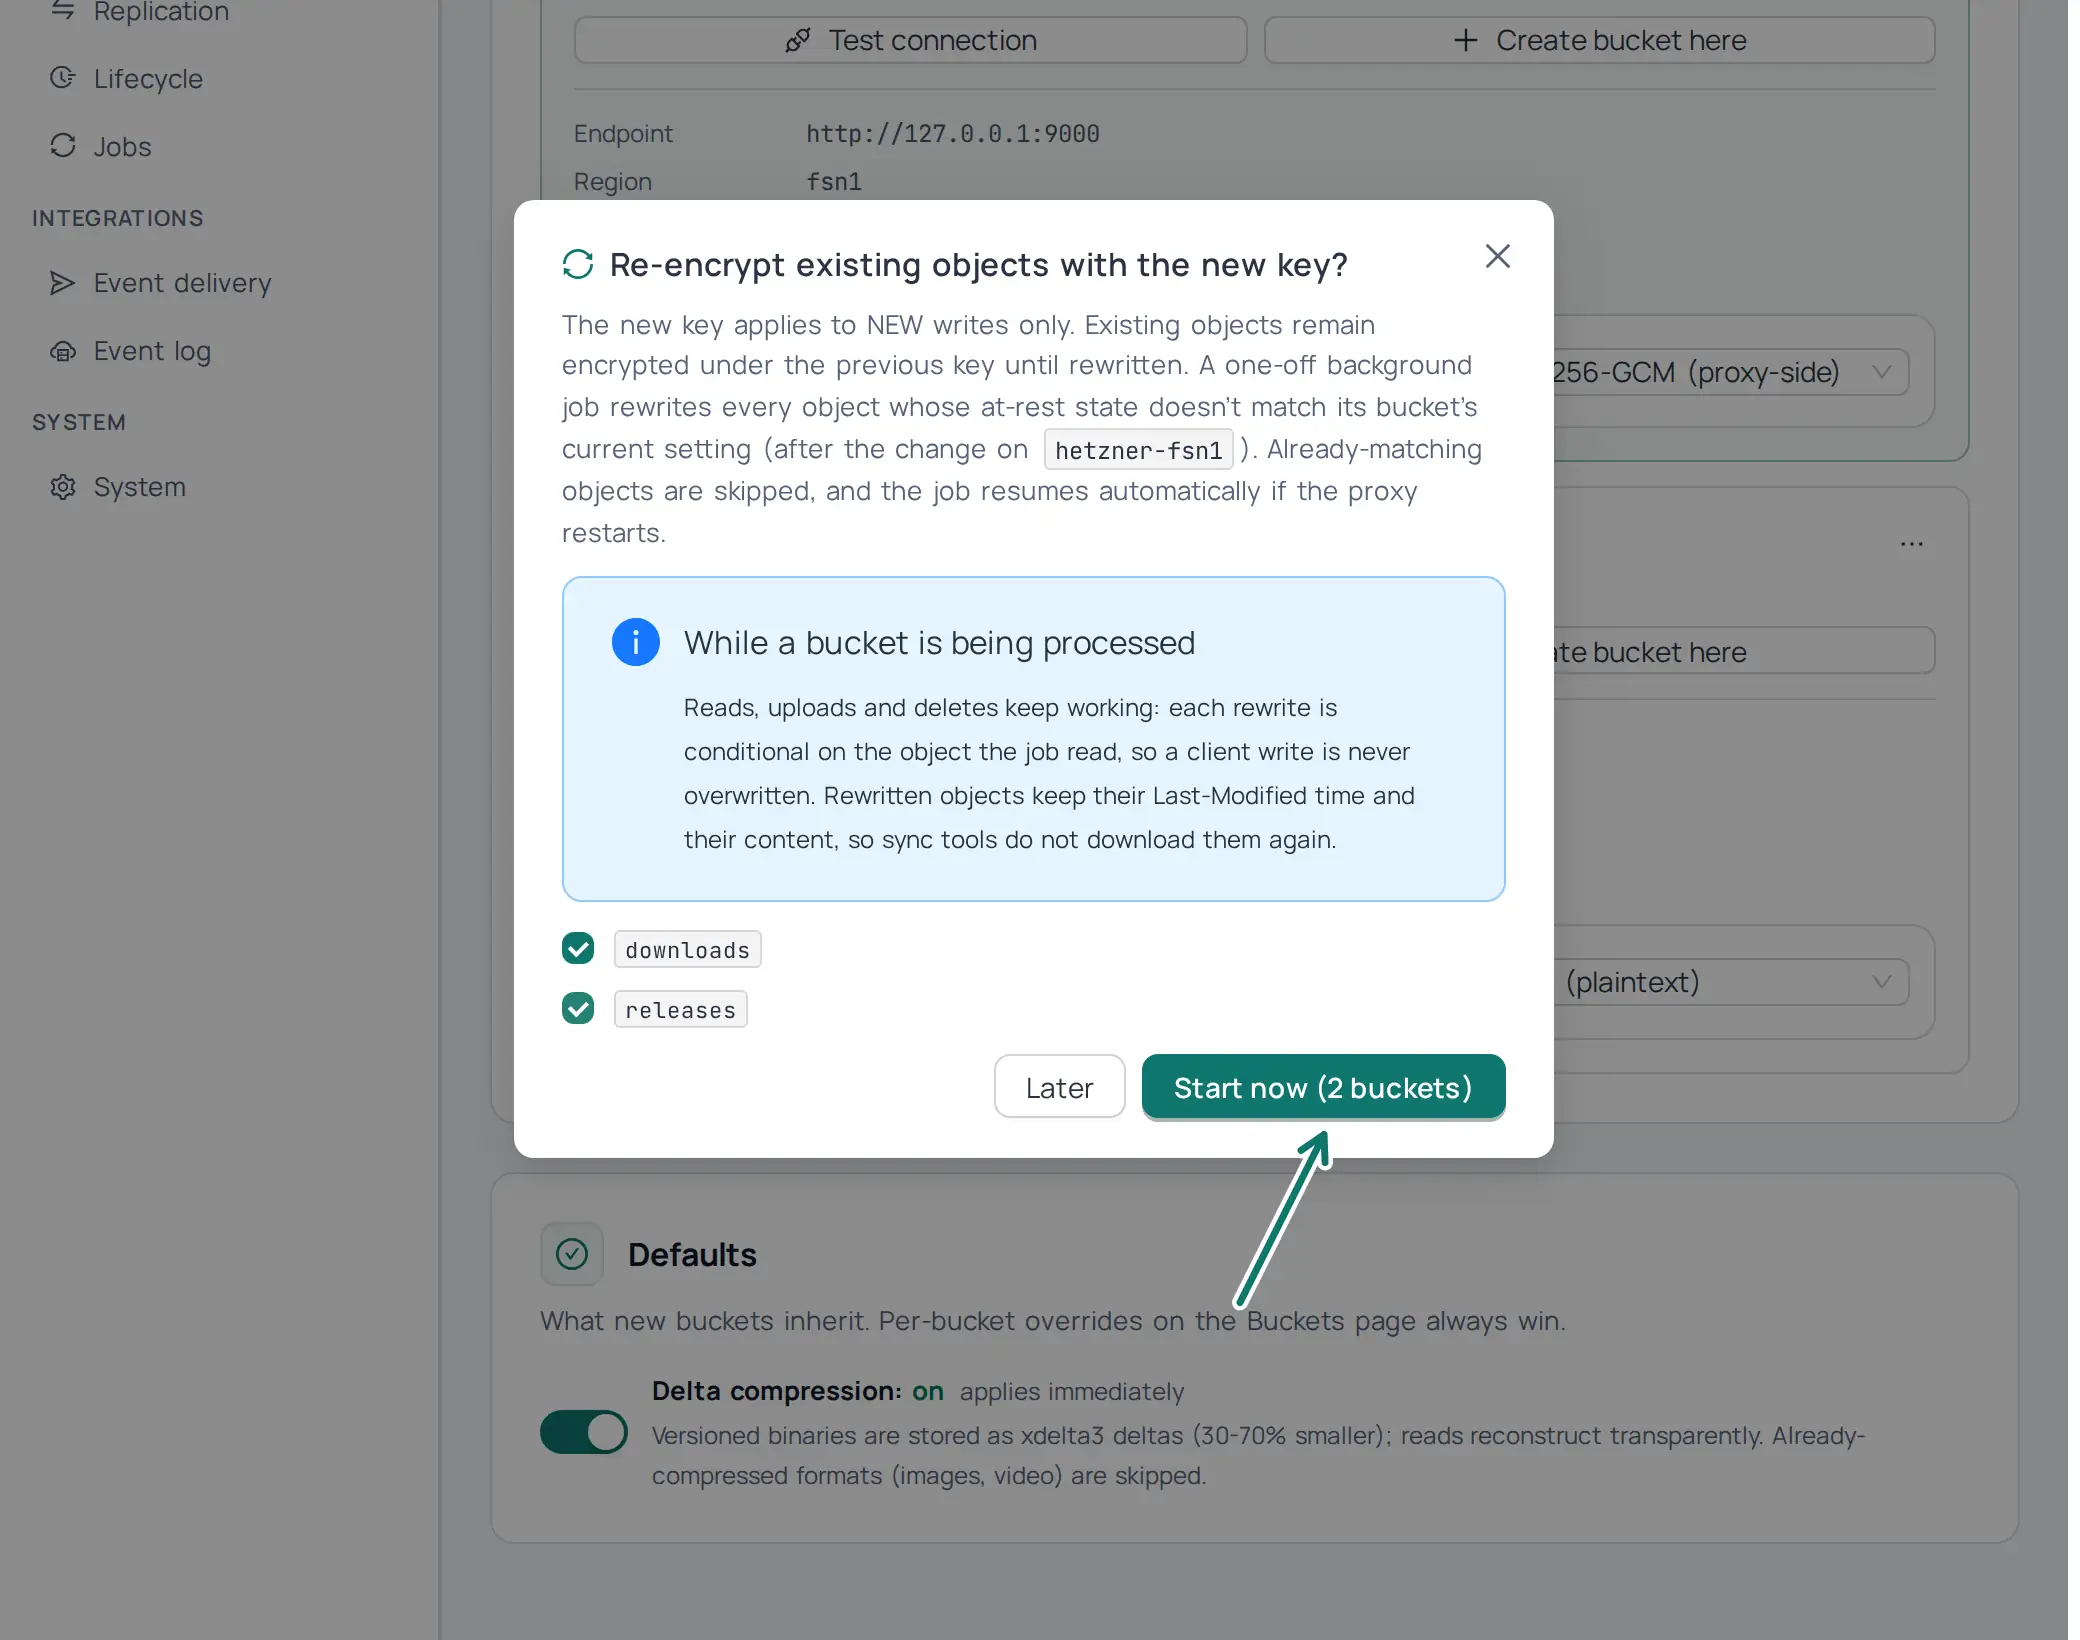 Replication
Lifecycle
Jobs
INTEGRATIONS
Event delivery
Event log
SYSTEM
System
Test connection
Create bucket here
Endpoint http://127.0.0.1:9000
Region fsn1
Re-encrypt existing objects with the new key?
The new key applies to NEW writes only. Existing objects remain
encrypted under the previous key until rewritten. A one-off background
job rewrites every object whose at-rest state doesn't match its bucket's
current setting (after the change on hetzner-fsn1 ). Already-matching
objects are skipped, and the job resumes automatically if the proxy
restarts.
256-GCM (proxy-side)
...
While a bucket is being processed
Reads, uploads and deletes keep working: each rewrite is
conditional on the object the job read, so a client write is never
overwritten. Rewritten objects keep their Last-Modified time and
their content, so sync tools do not download them again.
bucket here
(plaintext)
downloads
releases
Later
Start now (2 buckets)
Defaults
What new buckets inherit. Per-bucket overrides on the Buckets page always win.
Delta compression: on applies immediately
Versioned binaries are stored as xdelta3 deltas (30-70% smaller); reads reconstruct transparently. Already-
compressed formats (images, video) are skipped.